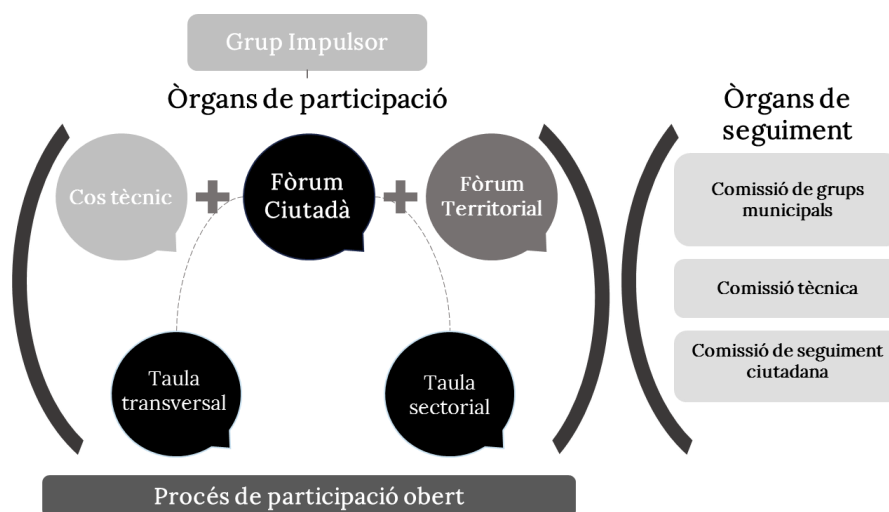 Grup Impulsor
Òrgans de participació
Cos tècnic
Fòrum
Ciutadà
Fòrum
Territorial
Taula
transversal
Taula
sectorial
Procés de participació obert
Òrgans de
seguiment
Comissió de grups
municipals
Comissió tècnica
Comissió de seguiment
ciutadana